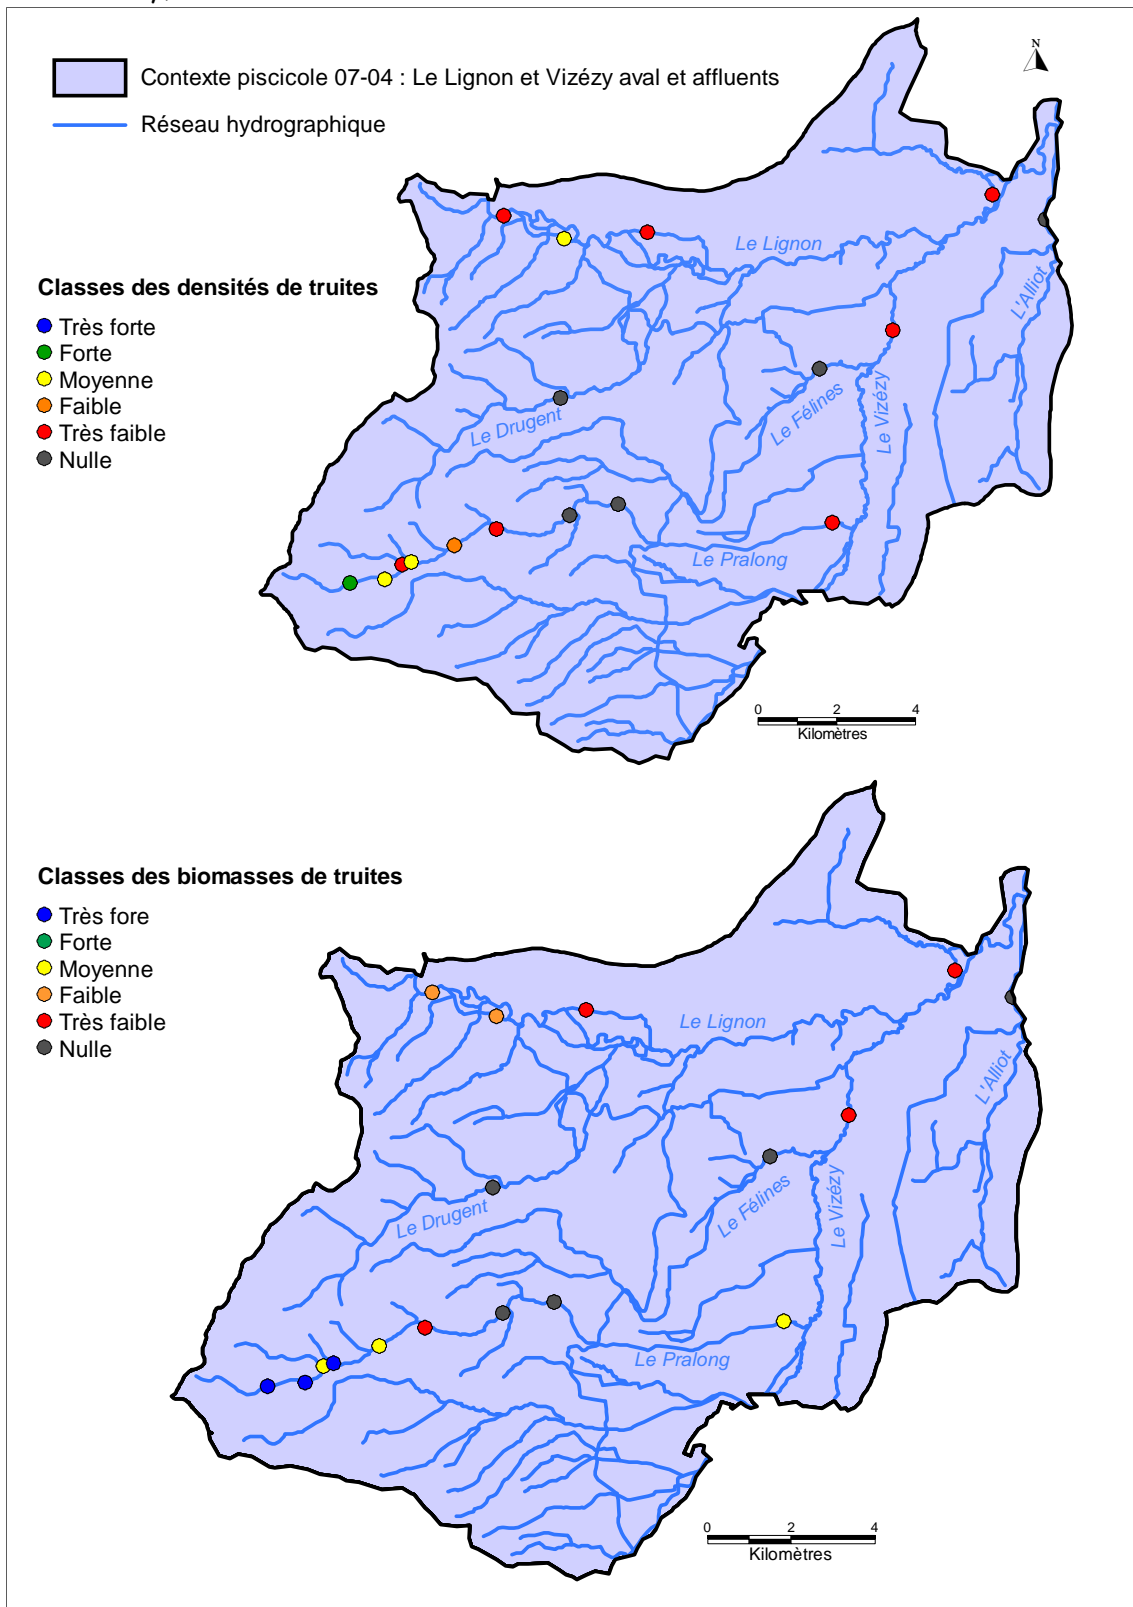 Contexte piscicole 07-04 : Le Lignon et Vizézy aval et affluents
Réseau hydrographique
N
Classes des densités de truites
Très forte
Forte
Moyenne
Faible
Très faible
Nulle
Le Lignon
L'Alliot
Le Drugent
Le Félines
Le Vizézy
Le Pralong
0 2 4
Kilomètres
Classes des biomasses de truites
Très fore
Forte
Moyenne
Faible
Très faible
Nulle
Le Lignon
L'Alliot
Le Drugent
Le Félines
Le Vizézy
Le Pralong
0 2 4
Kilomètres